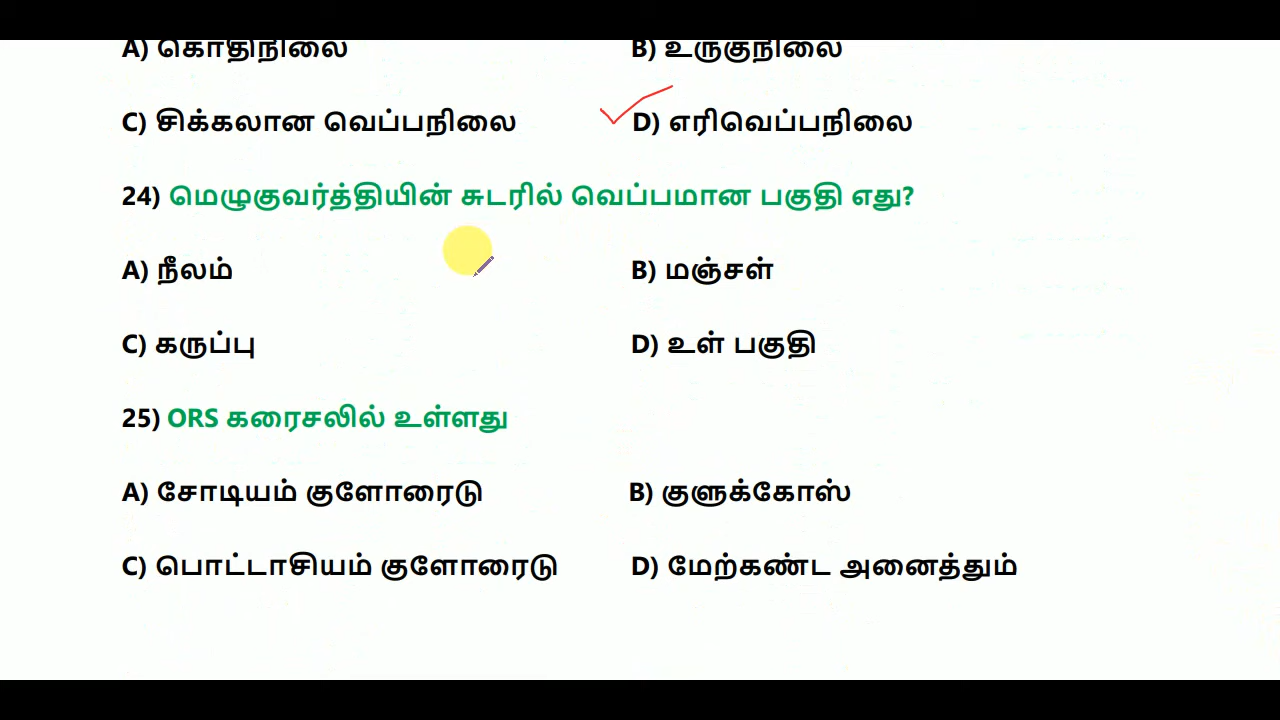 A) கொதிநிலை B) உருகுநிலை
C) சிக்கலான வெப்பநிலை D) எரிவெப்பநிலை
24) மெழுகுவர்த்தியின் சுடரில் வெப்பமான பகுதி எது?
A) நீலம் B) மஞ்சள்
C) கருப்பு D) உள் பகுதி
25) ORS கரைசலில் உள்ளது
A) சோடியம் குளோரைடு B) குளுக்கோஸ்
C) பொட்டாசியம் குளோரைடு D) மேற்கண்ட அனைத்தும்